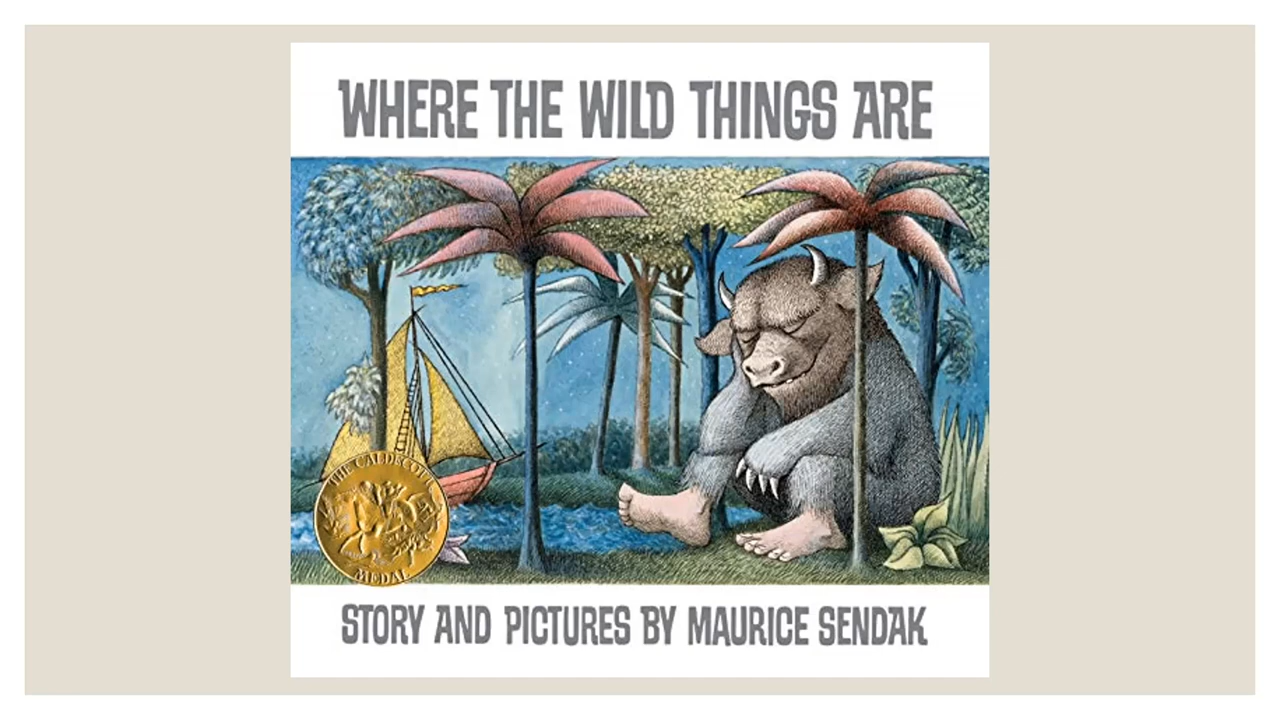 WHERE THE WILD THINGS ARE
THE CALDECOTT
MEDAL
STORY AND PICTURES BY MAURICE SENDAK